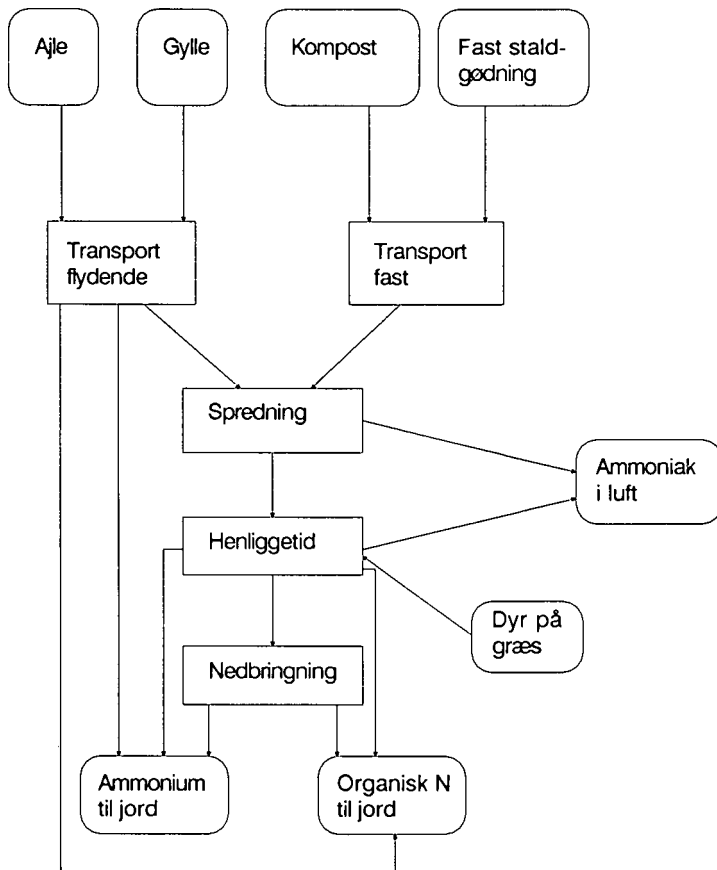 Ajle
Gylle
Kompost
Fast stald-
gødning
Transport
flydende
Transport
fast
Spredning
Ammoniak
i luft
Henliggetid
Dyr på
græs
Nedbringning
Ammonium
til jord
Organisk N
til jord